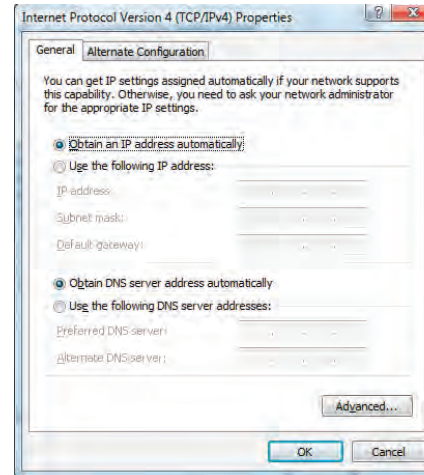 Internet Protocol Version 4 (TCP/IPv4) Properties
General
Alternate Configuration
You can get IP settings assigned automatically if your network supports
this capability. Otherwise, you need to ask your network administrator
for the appropriate IP settings.
Obtain an IP address automatically
Use the following IP address:
IP address:
Subnet mask:
Default gateway:
Obtain DNS server address automatically
Use the following DNS server addresses:
Preferred DNS server:
Alternate DNS server:
Advanced...
OK
Cancel